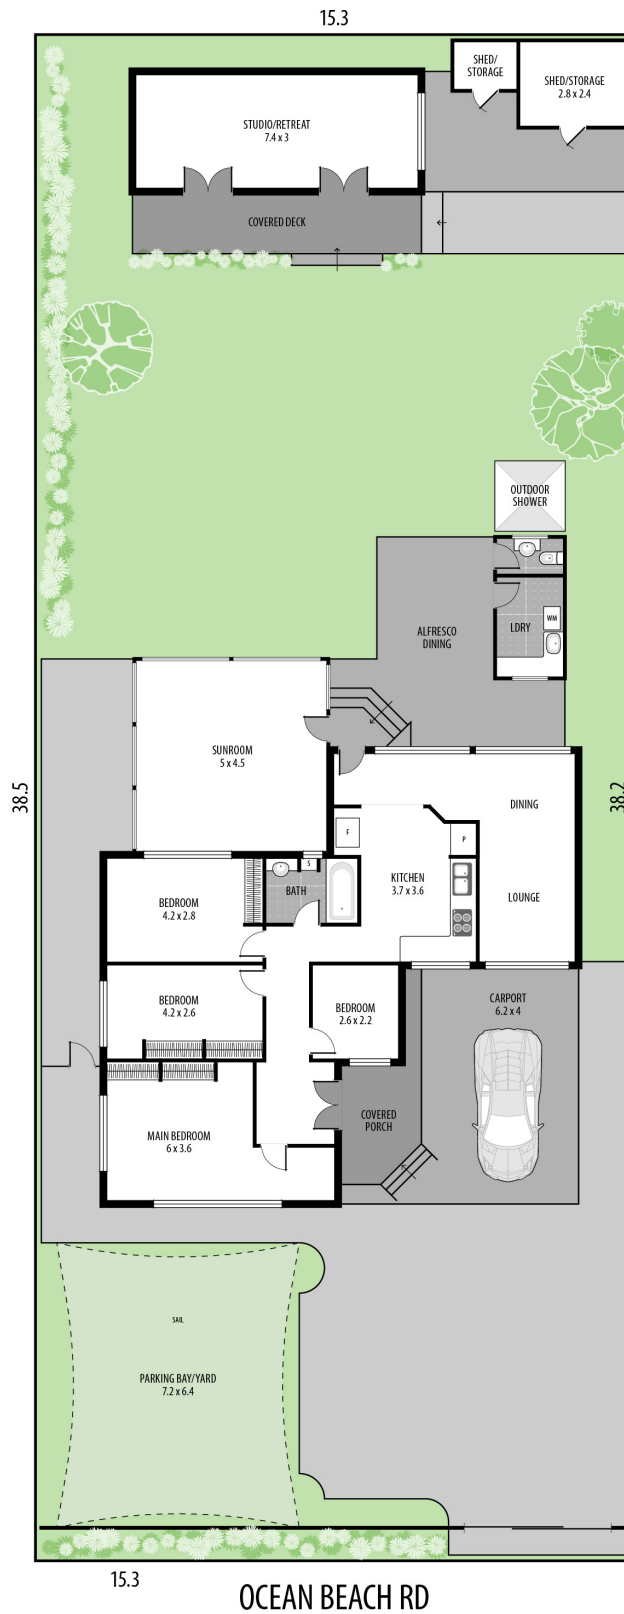 15.3
SHED/
STORAGE
SHED/STORAGE
2.8 x 2.4
STUDIO/RETREAT
7.4 x 3
COVERED DECK
OUTDOOR
SHOWER
ALFRESCO
DINING
LDRY
WM
SUNROOM
5 x 4.5
38.5
38.2
DINING
F
P
KITCHEN
3.7 x 3.6
S
BATH
BEDROOM
4.2 x 2.8
LOUNGE
BEDROOM
4.2 x 2.6
BEDROOM
2.6 x 2.2
CARPORT
6.2 x 4
COVERED
PORCH
MAIN BEDROOM
6 x 3.6
SAIL
PARKING BAY/YARD
7.2 x 6.4
15.3
OCEAN BEACH RD